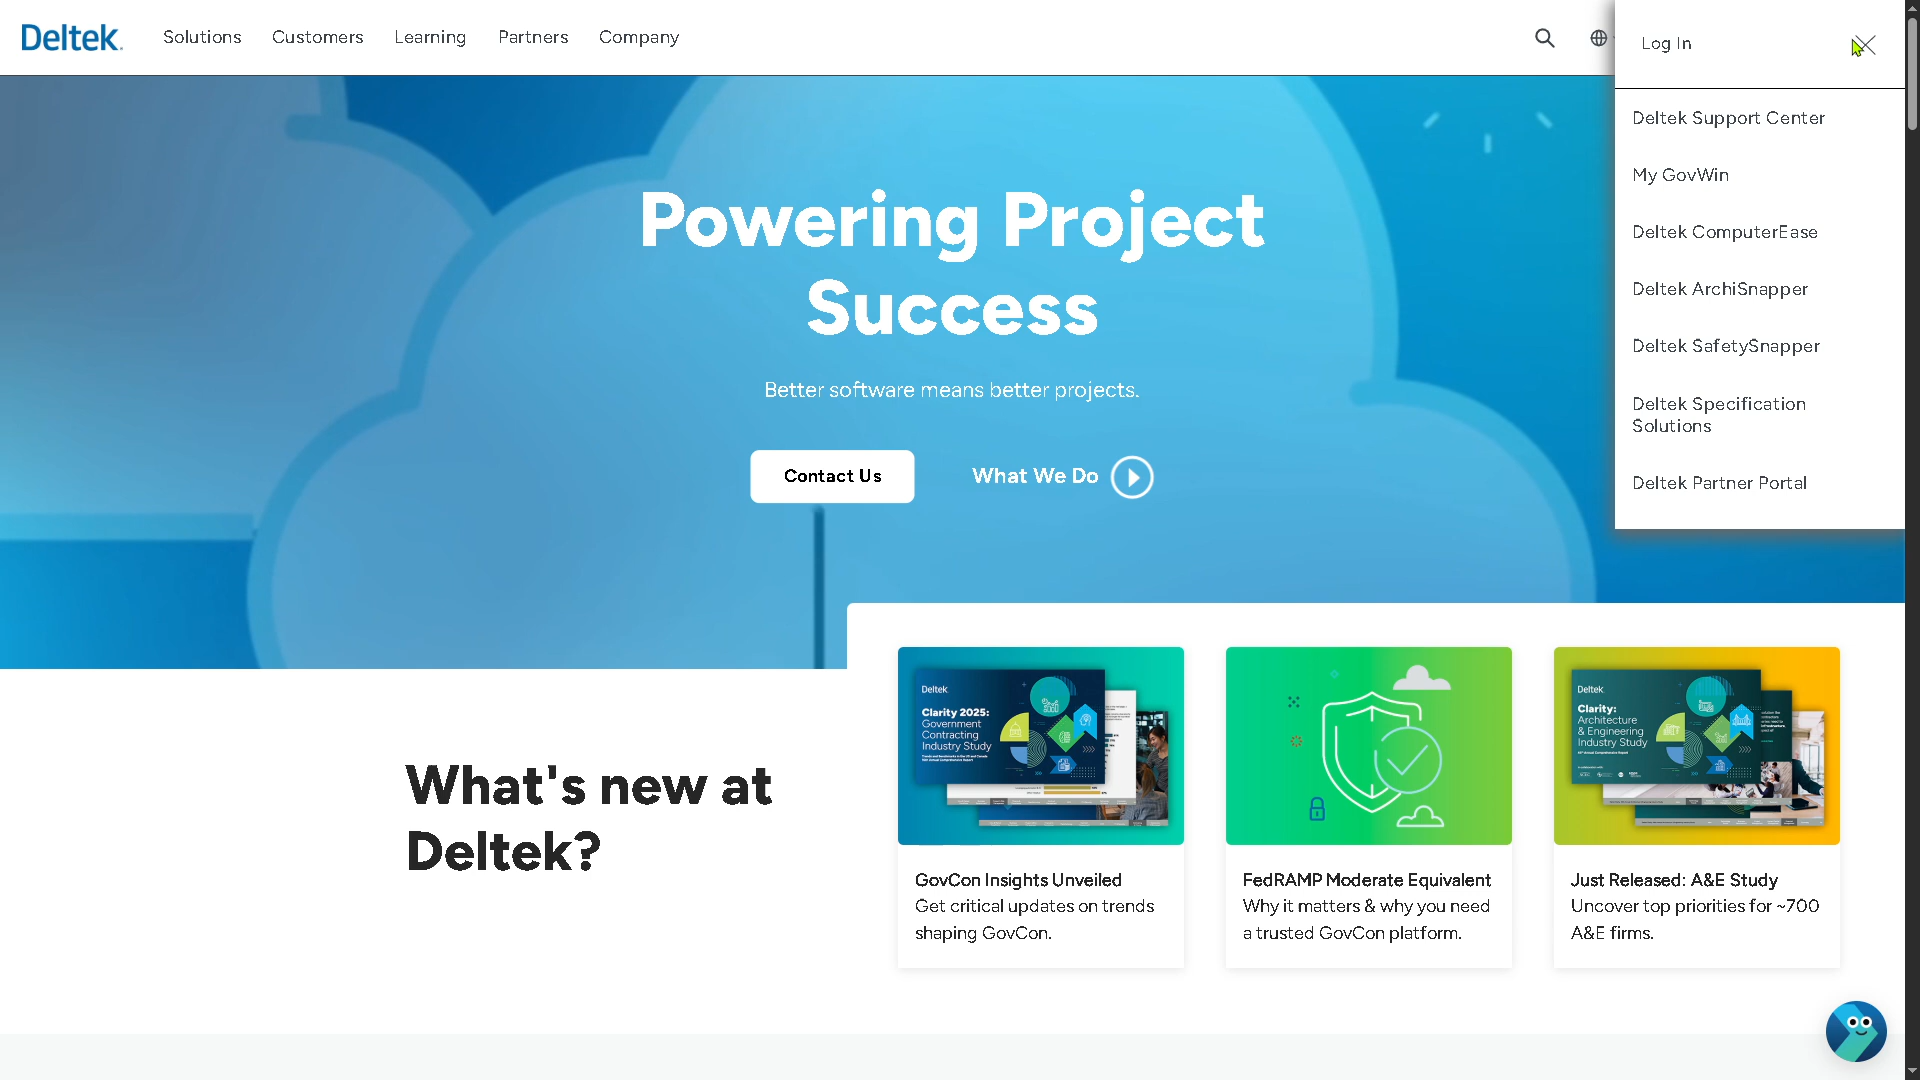 Deltek
Solutions
Customers
Learning
Partners
Company
Log In
Deltek Support Center
My GovWin
Deltek ComputerEase
Deltek ArchiSnapper
Deltek SafetySnapper
Deltek Specification
Solutions
Deltek Partner Portal
Powering Project
Success
Better software means better projects.
Contact Us
What We Do
What's new at
Deltek?
Deltek
Clarity 2025:
Government
Contracting
Industry Study
GovCon Insights Unveiled
Get critical updates on trends
shaping GovCon.
FedRAMP Moderate Equivalent
Why it matters & why you need
a trusted GovCon platform.
Deltek
Clarity:
Architecture
& Engineering
Industry Study
Just Released: A&E Study
Uncover top priorities for ~700
A&E firms.